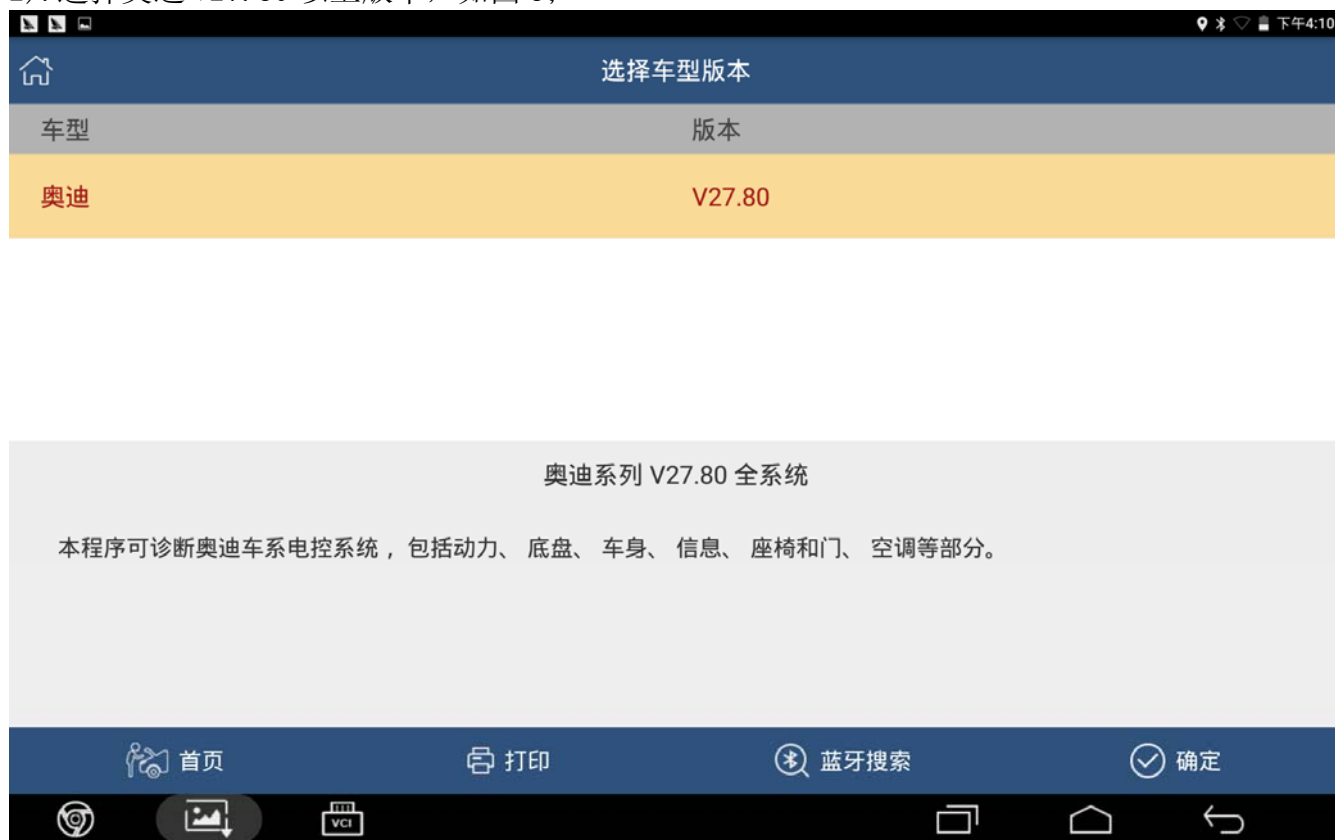 下午4:10
选择车型版本
车型 版本
奥迪 V27.80
奥迪系列 V27.80 全系统
本程序可诊断奥迪车系电控系统，包括动力、 底盘、 车身、 信息、 座椅和门、 空调等部分。
首页 打印 蓝牙搜索 确定
VCI